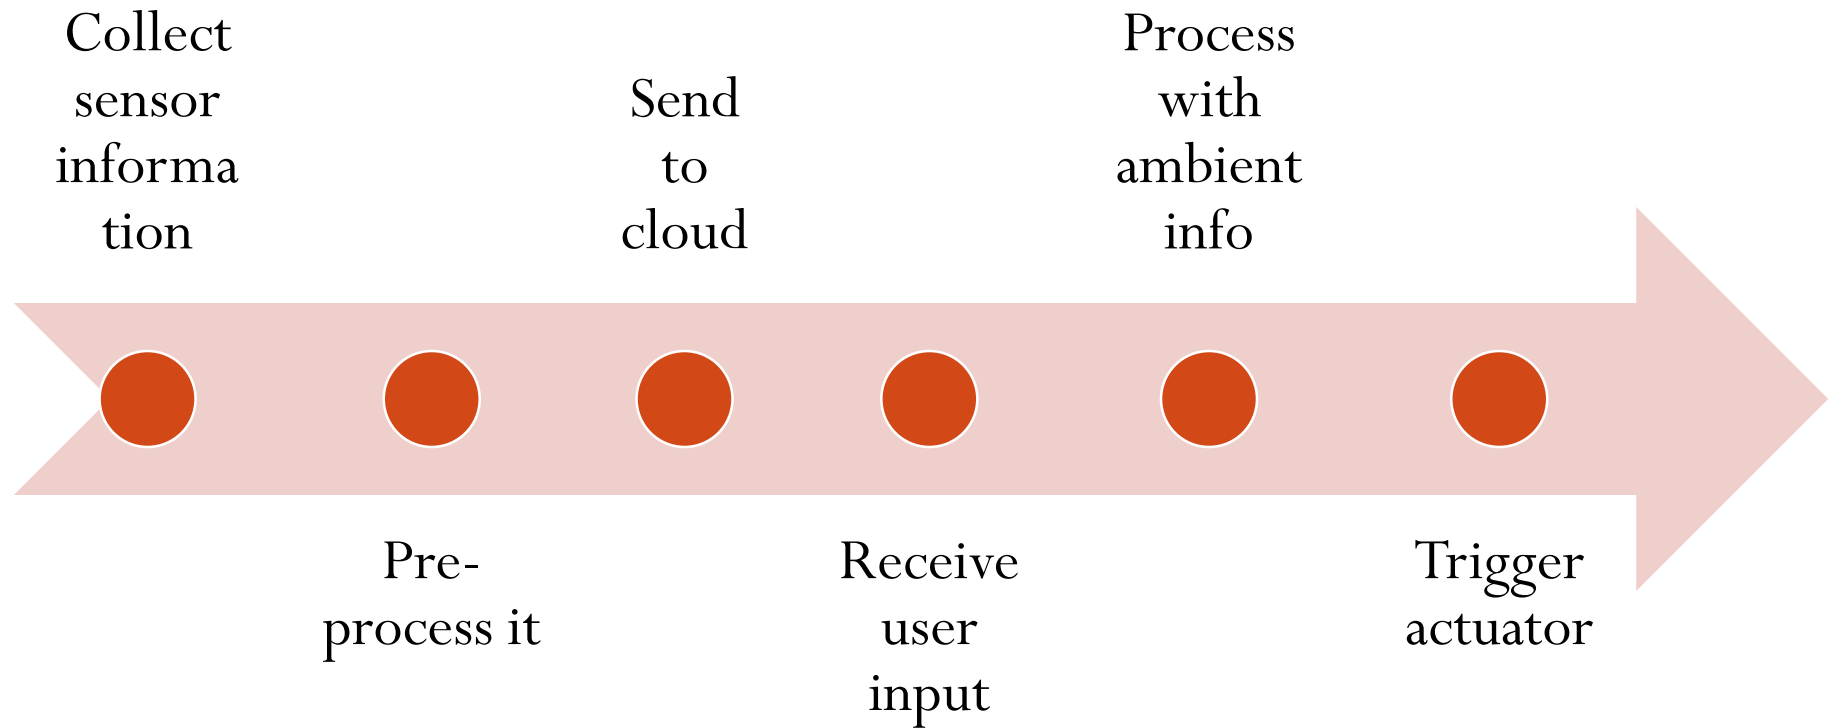 Collect
sensor
informa
tion
Pre-
process it
Send
to
cloud
Receive
user
input
Process
with
ambient
info
Trigger
actuator